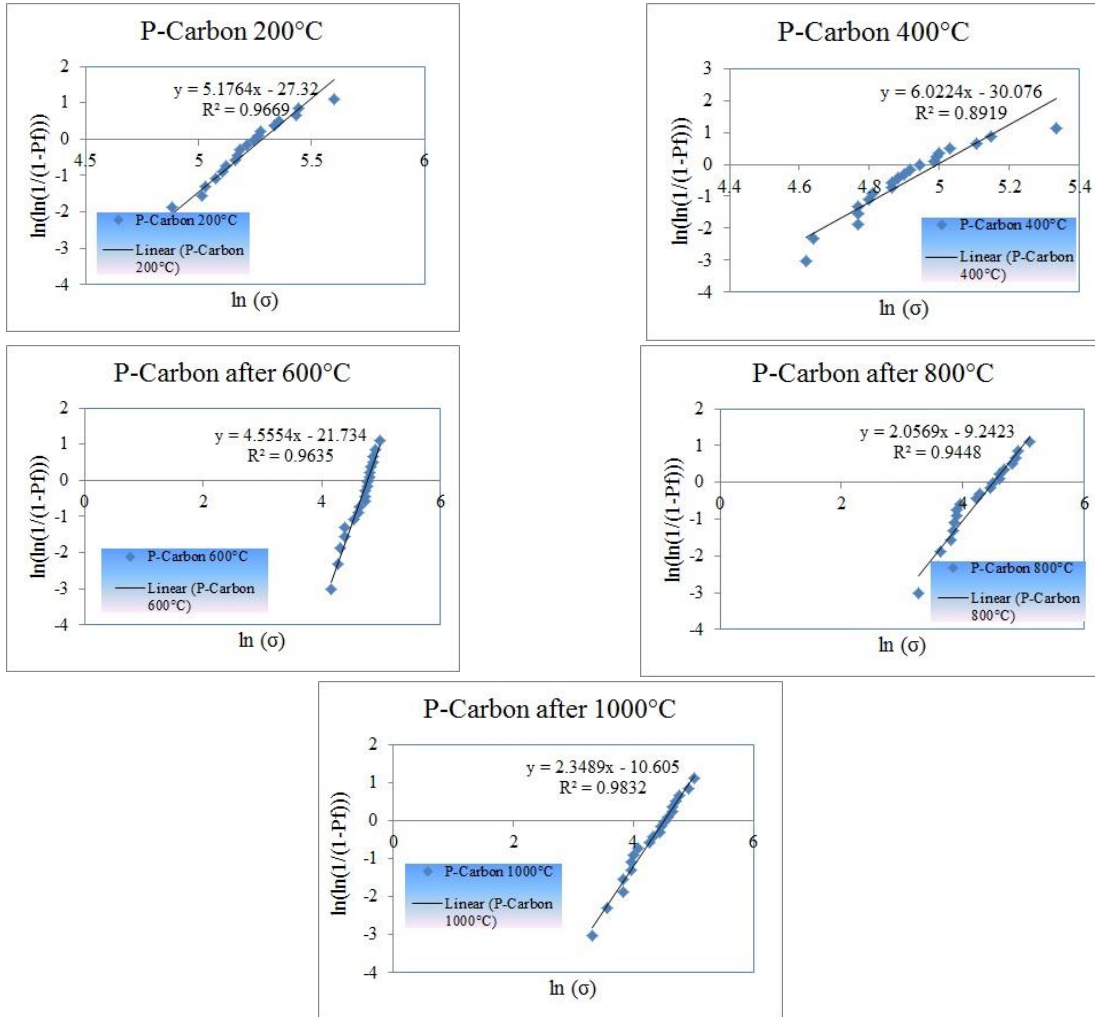 P-Carbon 200°C
2
1
0
-1
-2
-3
-4
4.5
5
5.5
6
y = 5.1764x - 27.32
R² = 0.9669
ln(ln(1/(1-Pf)))
P-Carbon 200°C
Linear (P-Carbon
200°C)
ln (σ)
P-Carbon 400°C
3
2
1
0
-1
-2
-3
-4
4.4
4.6
4.8
5.0
5.2
5.4
y = 6.0224x - 30.076
R² = 0.8919
ln(ln(1/(1-Pf)))
P-Carbon 400°C
Linear (P-Carbon
400°C)
ln (σ)
P-Carbon after 600°C
2
1
0
-1
-2
-3
-4
0
2
4
6
y = 4.5554x - 21.734
R² = 0.9635
ln(ln(1/(1-Pf)))
P-Carbon 600°C
Linear (P-Carbon
600°C)
ln (σ)
P-Carbon after 800°C
2
1
0
-1
-2
-3
-4
0
2
4
6
y = 2.0569x - 9.2423
R² = 0.9448
ln(ln(1/(1-Pf)))
P-Carbon 800°C
Linear (P-Carbon
800°C)
ln (σ)
P-Carbon after 1000°C
2
1
0
-1
-2
-3
-4
0
2
4
6
y = 2.3489x - 10.605
R² = 0.9832
ln(ln(1/(1-Pf)))
P-Carbon 1000°C
Linear (P-Carbon
1000°C)
ln (σ)